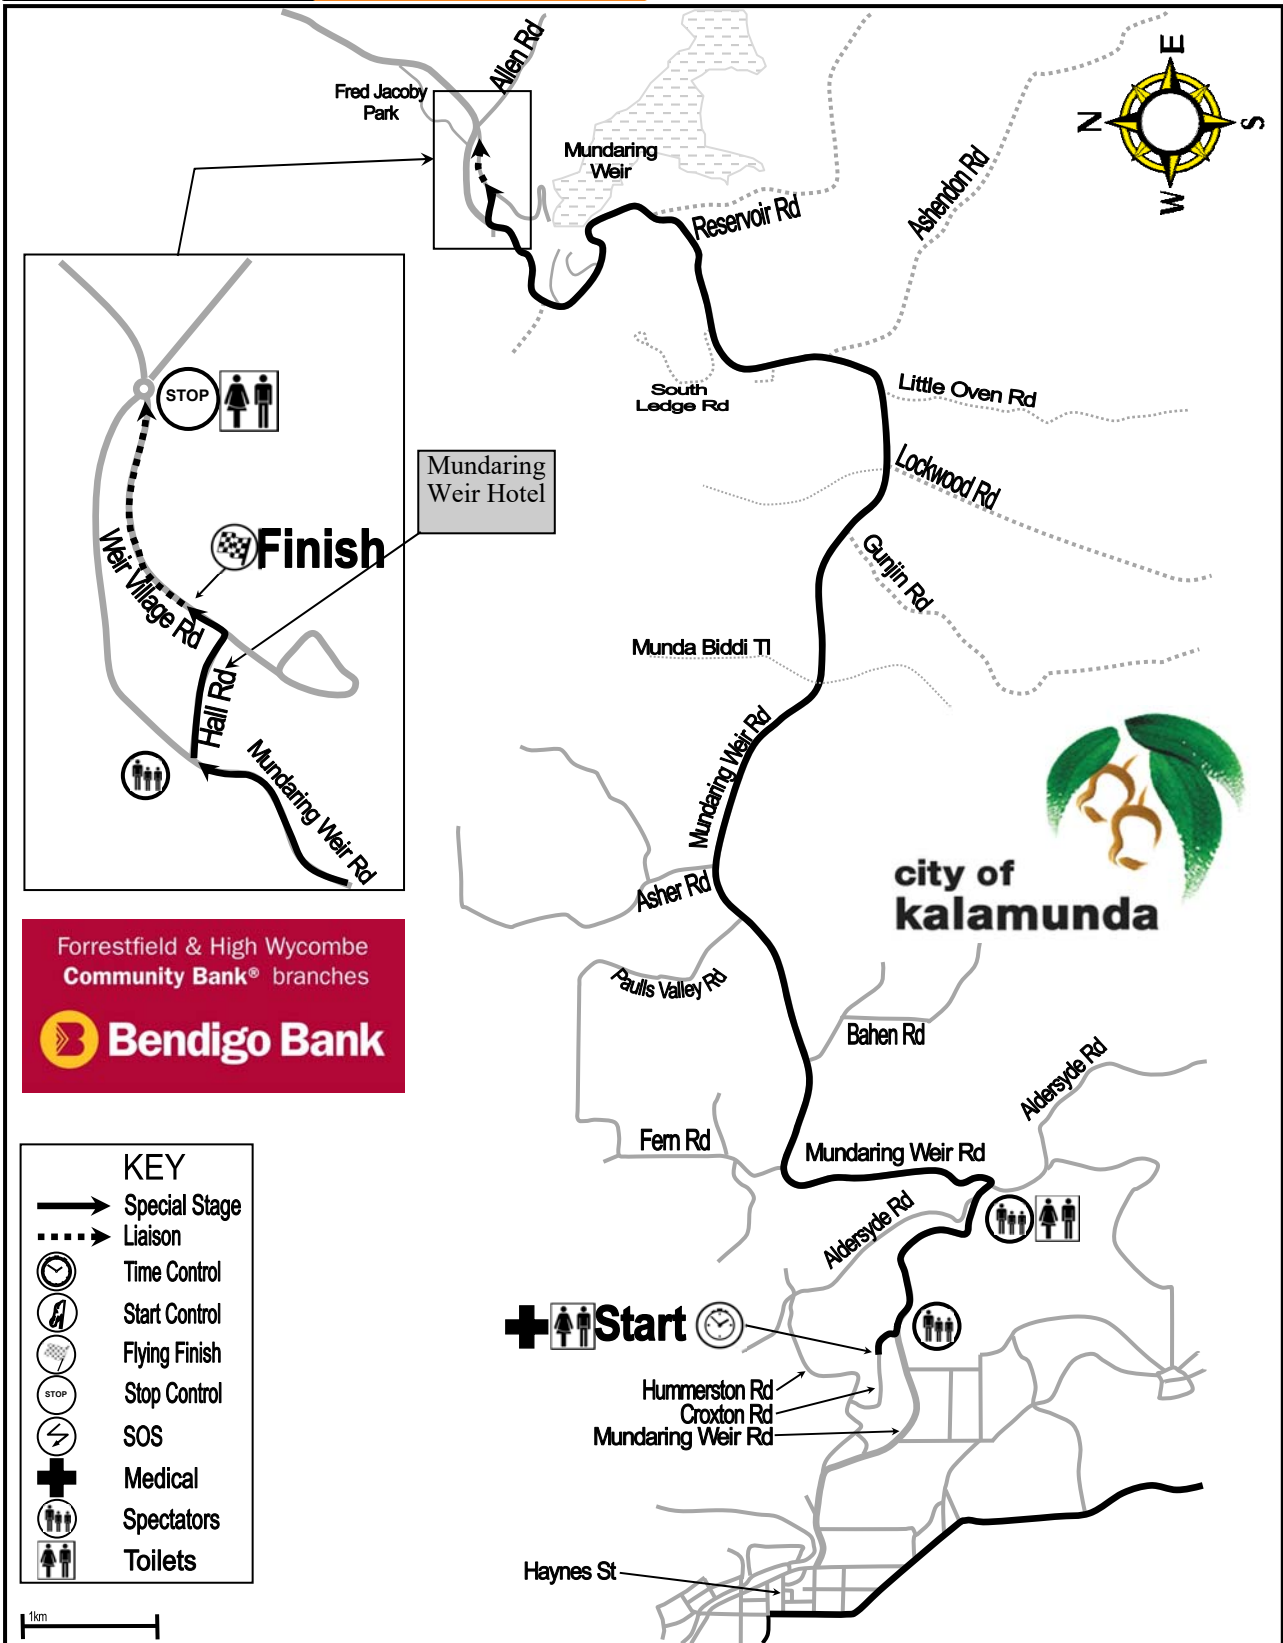 Allen Rd
Fred Jacoby
Park
Mundaring
Weir
E
N
S
W
Reservoir Rd
Ashendon Rd
South
Ledge Rd
Little Oven Rd
Lockwood Rd
Gunjin Rd
Munda Biddi Tl
Mundaring Weir Rd
STOP
Mundaring
Weir Hotel
Finish
Weir Village Rd
Hall Rd
Mundaring Weir Rd
city of
kalamunda
Asher Rd
Paulls Valley Rd
Bahen Rd
Aldersyde Rd
Fern Rd
Mundaring Weir Rd
Aldersyde Rd
Start
Hummerston Rd
Croxton Rd
Mundaring Weir Rd
Haynes St
Forrestfield & High Wycombe
Community Bank® branches
Bendigo Bank
KEY
Special Stage
Liaison
Time Control
Start Control
Flying Finish
STOP
Stop Control
SOS
Medical
Spectators
Toilets
1km